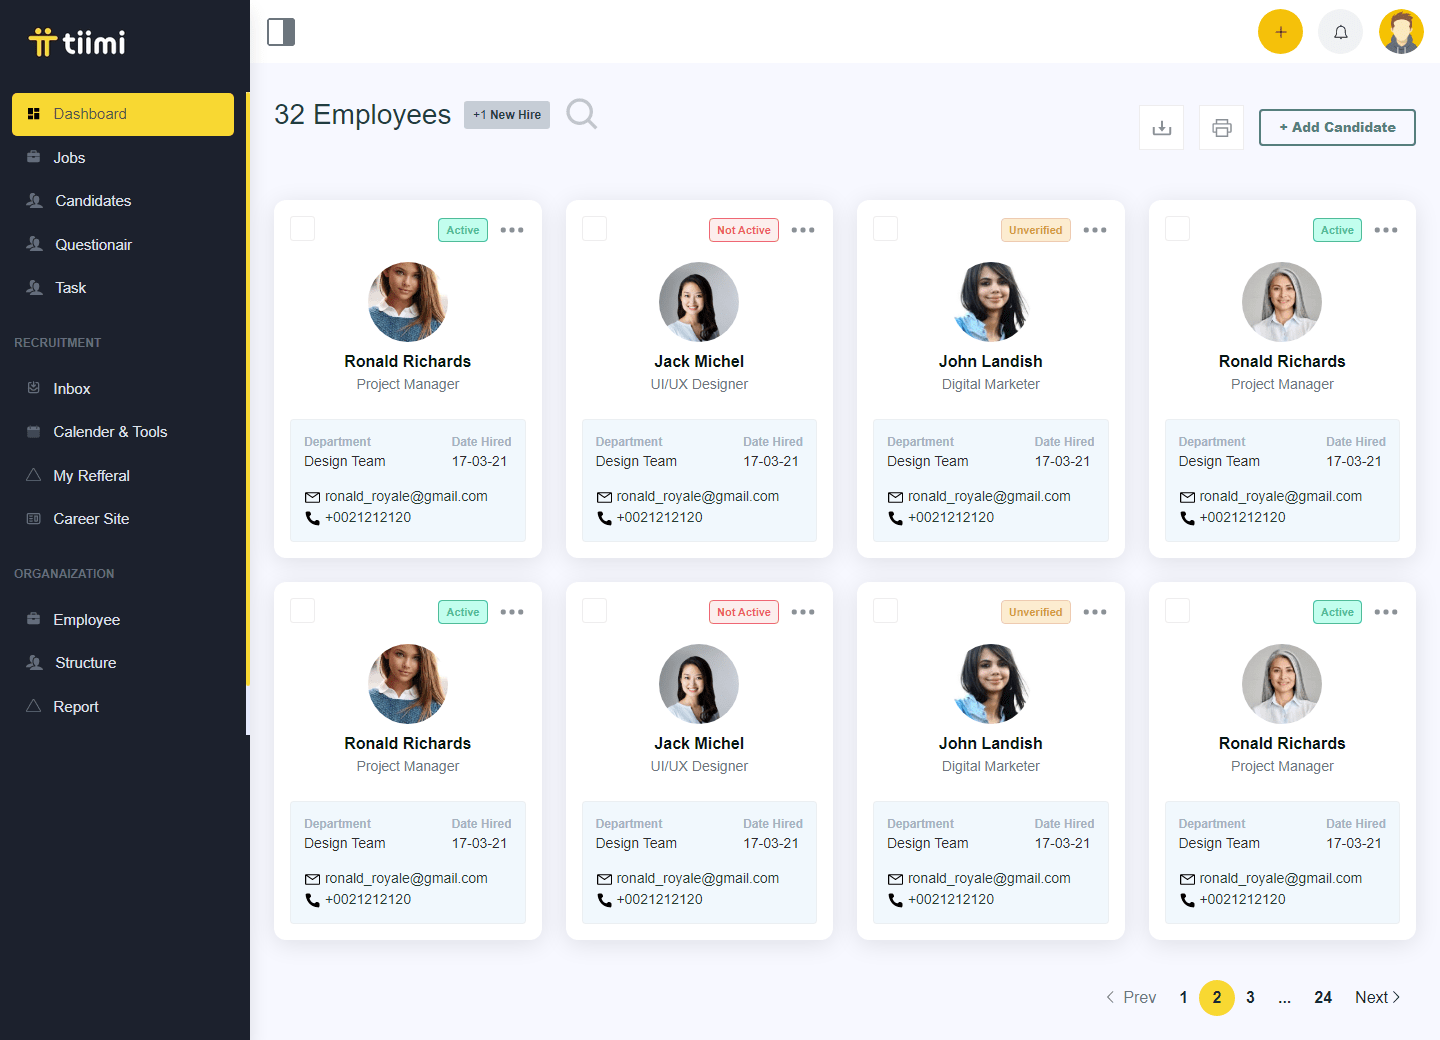 tiimi
Dashboard
Jobs
Candidates
Questionair
Task
RECRUITMENT
Inbox
Calender & Tools
My Refferal
Career Site
ORGANAIZATION
Employee
Structure
Report
32 Employees +1 New Hire
+ Add Candidate
Active
Ronald Richards
Project Manager
Department Date Hired
Design Team 17-03-21
ronald_royale@gmail.com
+0021212120
Not Active
Jack Michel
UI/UX Designer
Department Date Hired
Design Team 17-03-21
ronald_royale@gmail.com
+0021212120
Unverified
John Landish
Digital Marketer
Department Date Hired
Design Team 17-03-21
ronald_royale@gmail.com
+0021212120
Active
Ronald Richards
Project Manager
Department Date Hired
Design Team 17-03-21
ronald_royale@gmail.com
+0021212120
Active
Ronald Richards
Project Manager
Department Date Hired
Design Team 17-03-21
ronald_royale@gmail.com
+0021212120
Not Active
Jack Michel
UI/UX Designer
Department Date Hired
Design Team 17-03-21
ronald_royale@gmail.com
+0021212120
Unverified
John Landish
Digital Marketer
Department Date Hired
Design Team 17-03-21
ronald_royale@gmail.com
+0021212120
Active
Ronald Richards
Project Manager
Department Date Hired
Design Team 17-03-21
ronald_royale@gmail.com
+0021212120
Prev 1 2 3 ... 24 Next